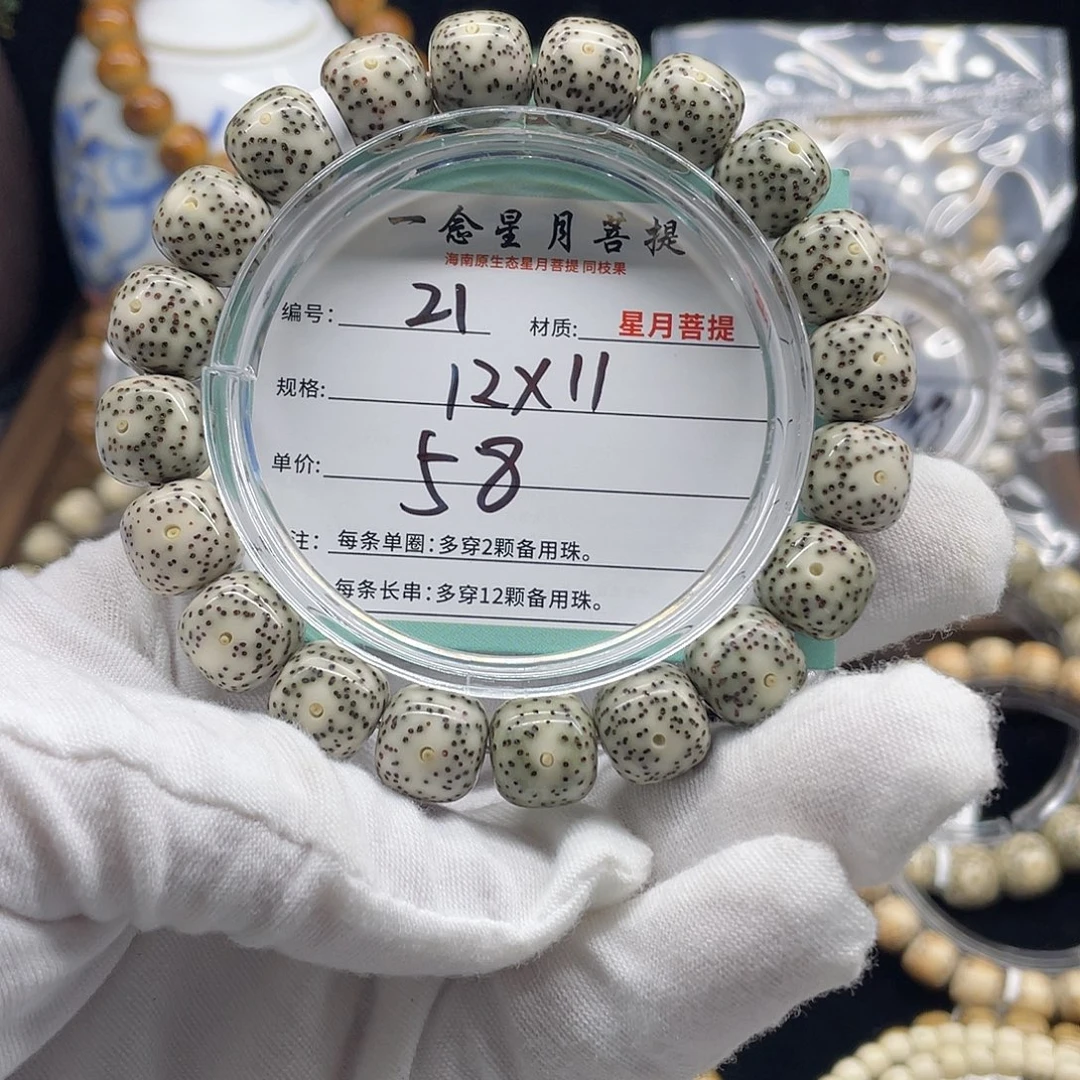 一念星月菩提
海南原生态星月菩提 同枝果
编号: 21 材质: 星月菩提
规格: 12X11
单价: 58
注: 每条单圈:多穿2颗备用珠。
每条长串:多穿12颗备用珠。